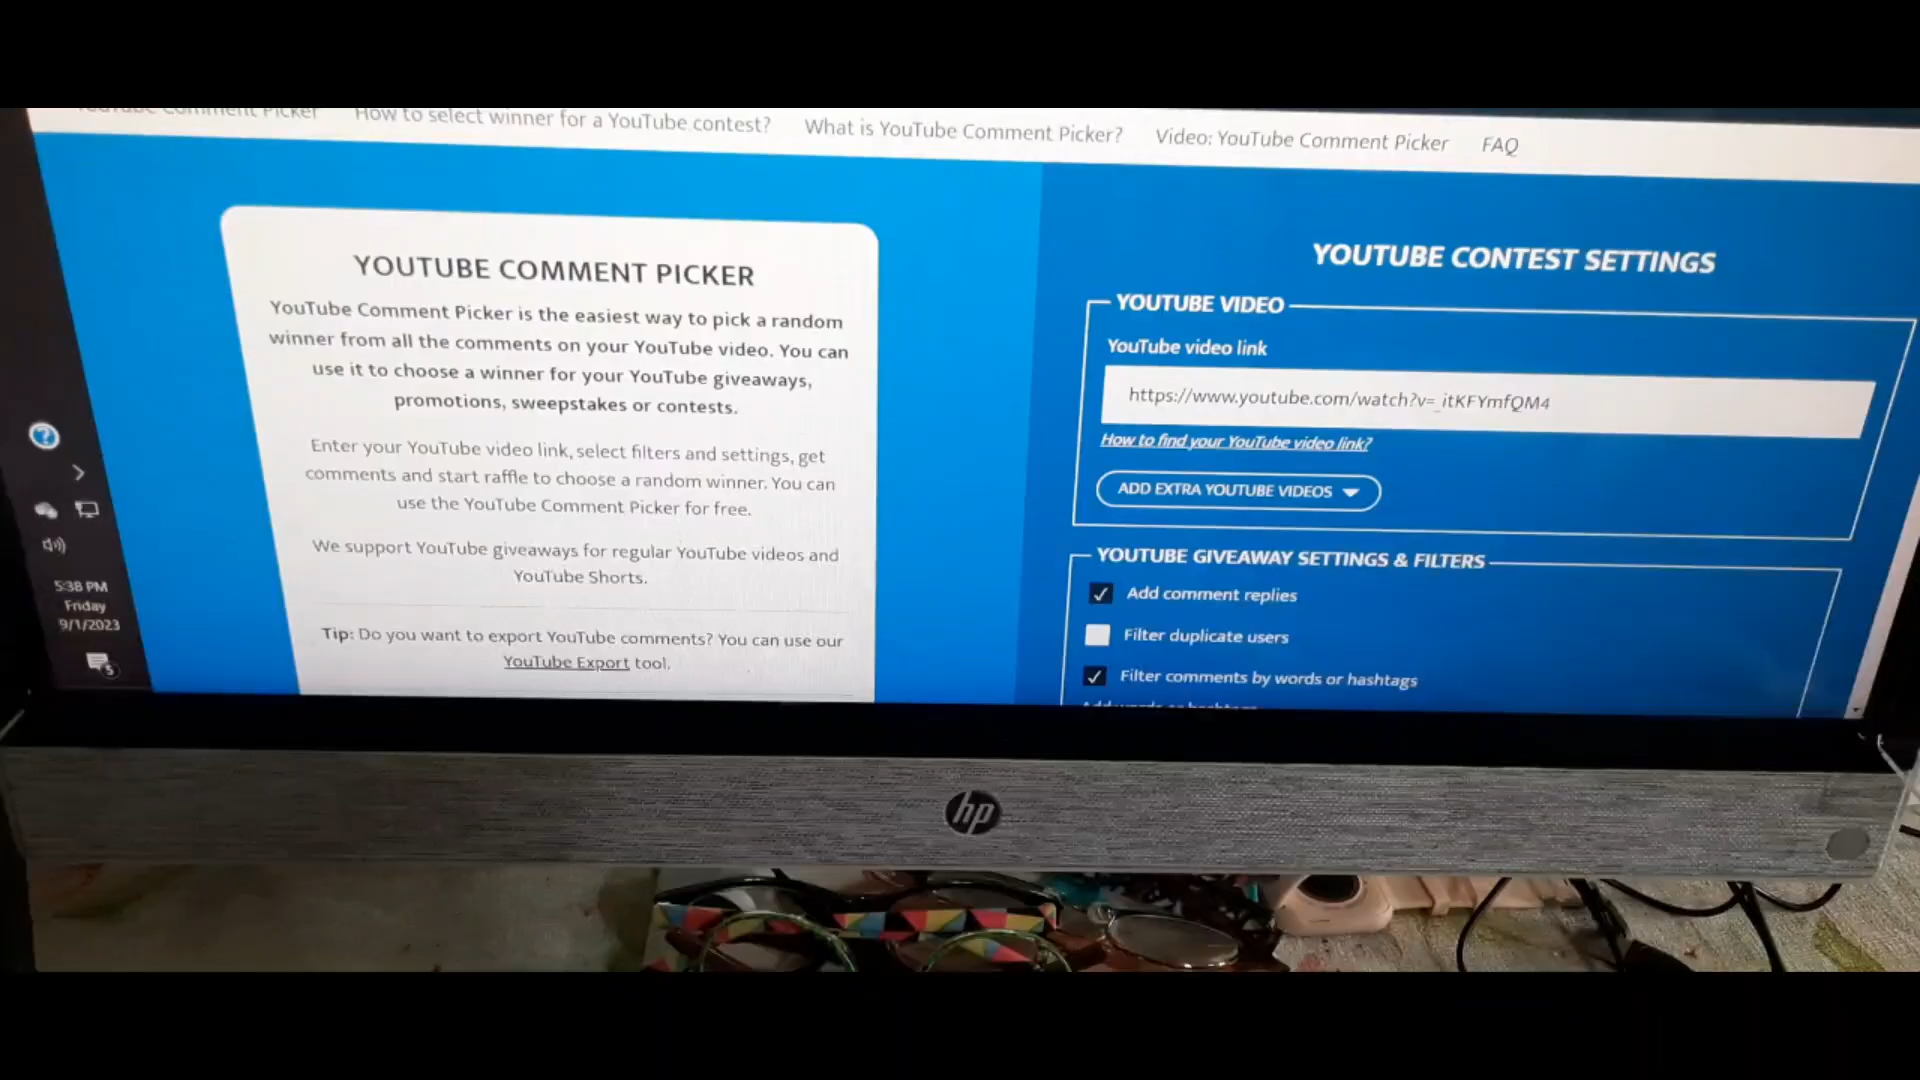 YouTube Comment Picker
How to select winner for a YouTube contest?
What is YouTube Comment Picker?
Video: YouTube Comment Picker
FAQ
YOUTUBE COMMENT PICKER
YouTube Comment Picker is the easiest way to pick a random
winner from all the comments on your YouTube video. You can
use it to choose a winner for your YouTube giveaways,
promotions, sweepstakes or contests.
Enter your YouTube video link, select filters and settings, get
comments and start raffle to choose a random winner. You can
use the YouTube Comment Picker for free.
We support YouTube giveaways for regular YouTube videos and
YouTube Shorts.
Tip: Do you want to export YouTube comments? You can use our
YouTube Export tool.
YOUTUBE CONTEST SETTINGS
YOUTUBE VIDEO
YouTube video link
https://www.youtube.com/watch?v=_itKFYmfQM4
How to find your YouTube video link?
ADD EXTRA YOUTUBE VIDEOS
YOUTUBE GIVEAWAY SETTINGS & FILTERS
Add comment replies
Filter duplicate users
Filter comments by words or hashtags
Add words or hashtags
5:38 PM
Friday
9/1/2023
5
hp